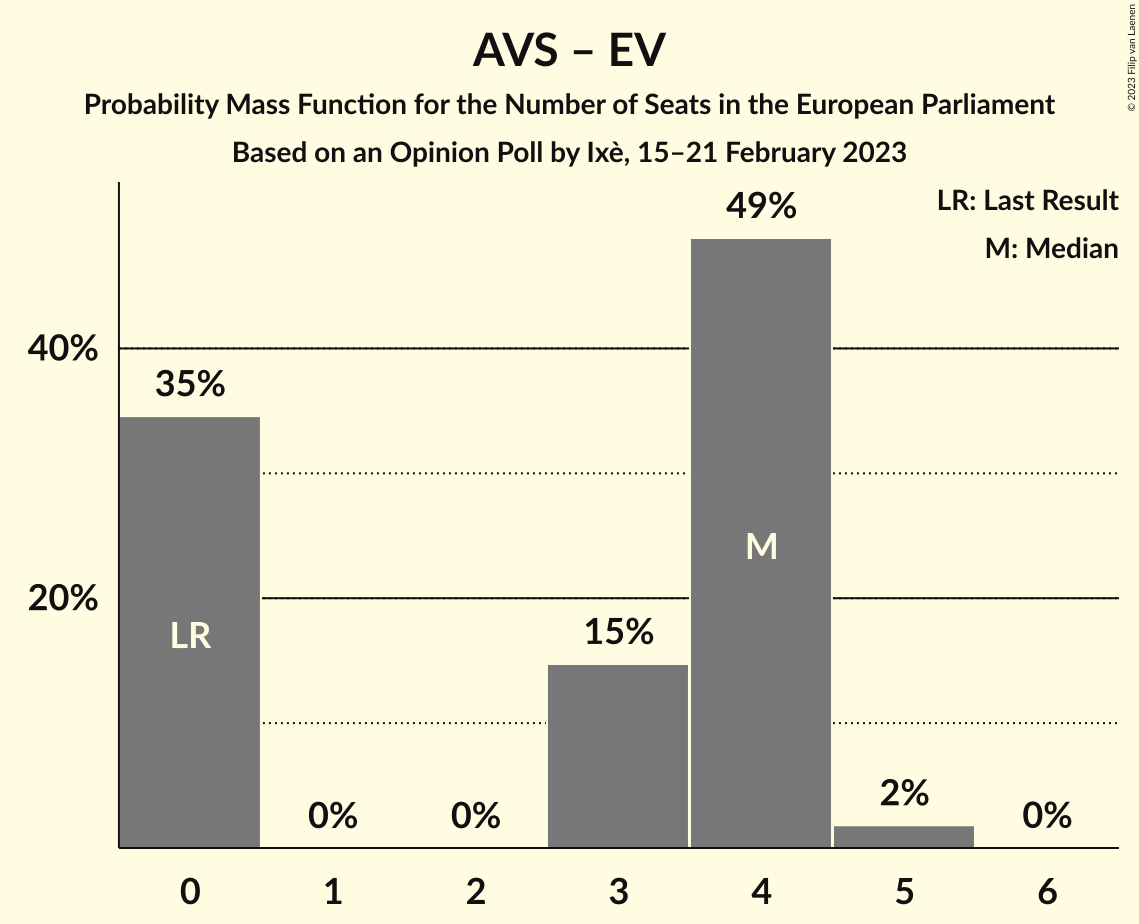 AVS – EV
Probability Mass Function for the Number of Seats in the European Parliament
Based on an Opinion Poll by Ixè, 15–21 February 2023
© 2023 Filip van Laenen
LR: Last Result
M: Median
49%
40%
35%
M
20%
15%
LR
2%
0%
0%
0%
0 1 2 3 4 5 6